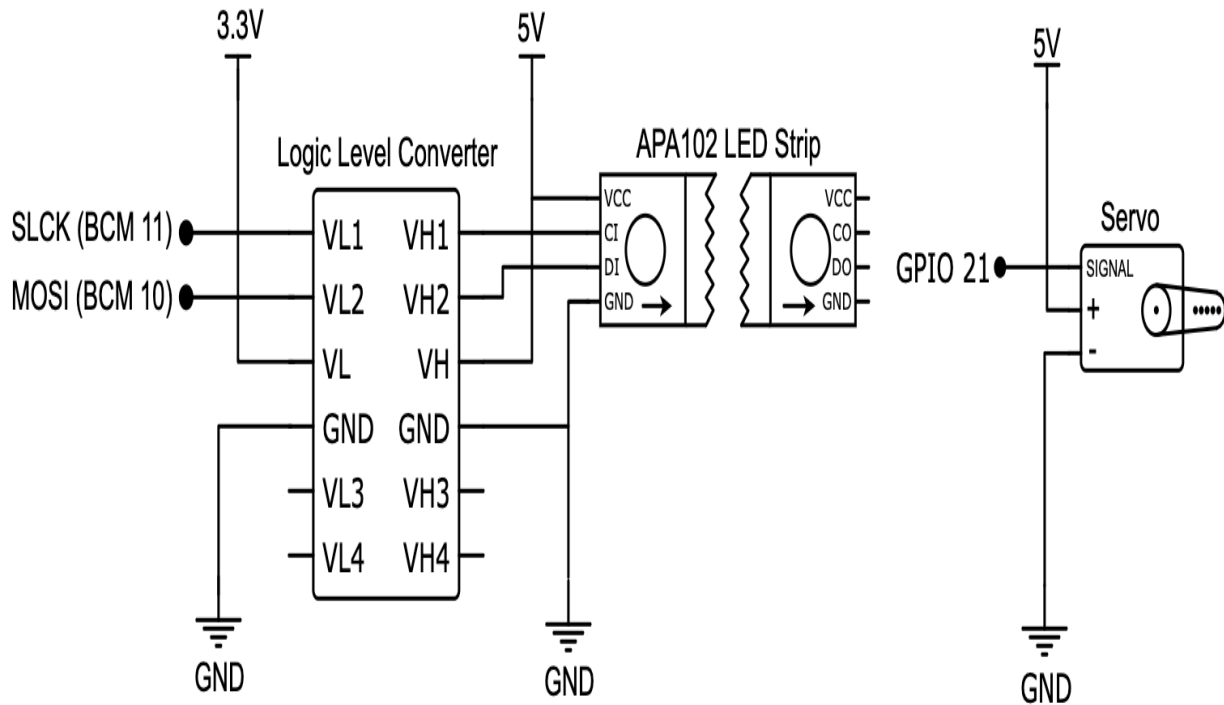 3.3V
5V
5V
Logic Level Converter
APA102 LED Strip
Servo
SLCK (BCM 11)
MOSI (BCM 10)
VL1 VH1
VL2 VH2
VL VH
GND GND
VL3 VH3
VL4 VH4
VCC
CI
DI
GND
VCC
CO
DO
GND
GPIO 21
SIGNAL
+
-
GND
GND
GND